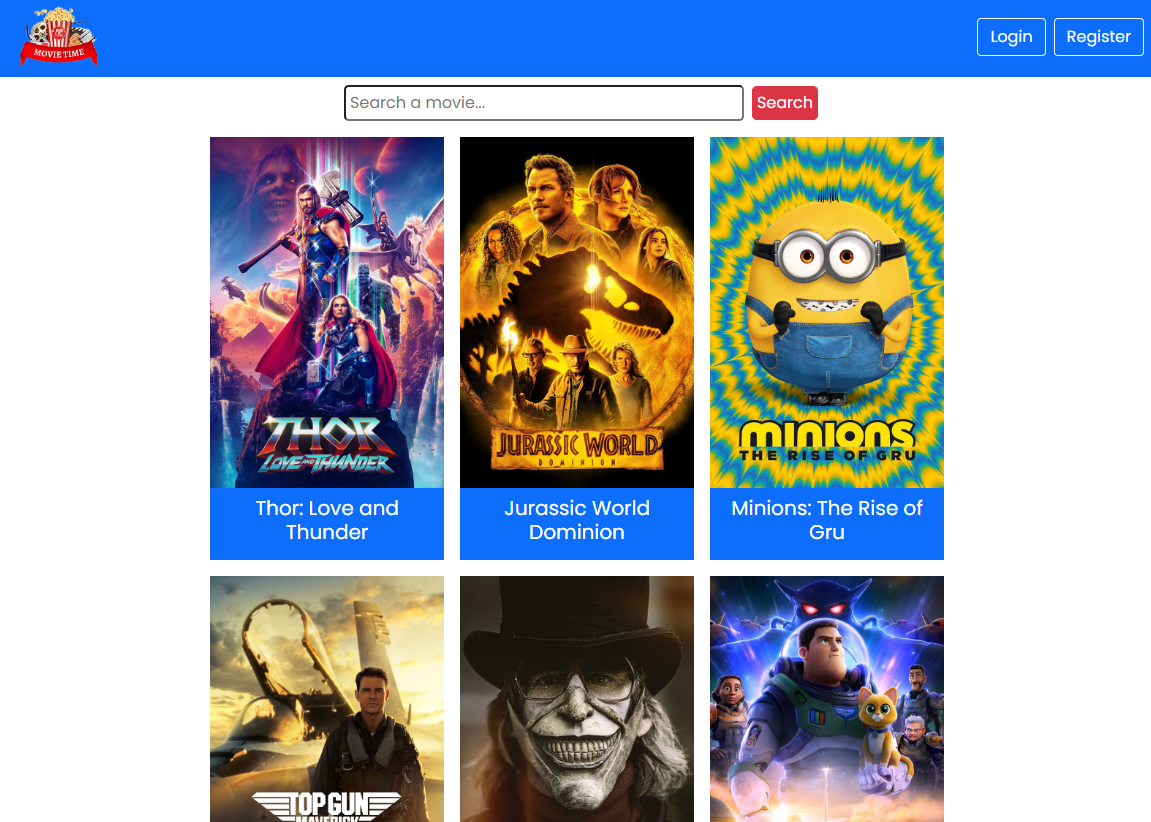 MOVIE TIME
Login
Register
Search a movie...
Search
THOR
LOVE AND THUNDER
JURASSIC WORLD
DOMINION
minions
THE RISE OF GRU
Thor: Love and
Thunder
Jurassic World
Dominion
Minions: The Rise of
Gru
TOP GUN
MAVERICK